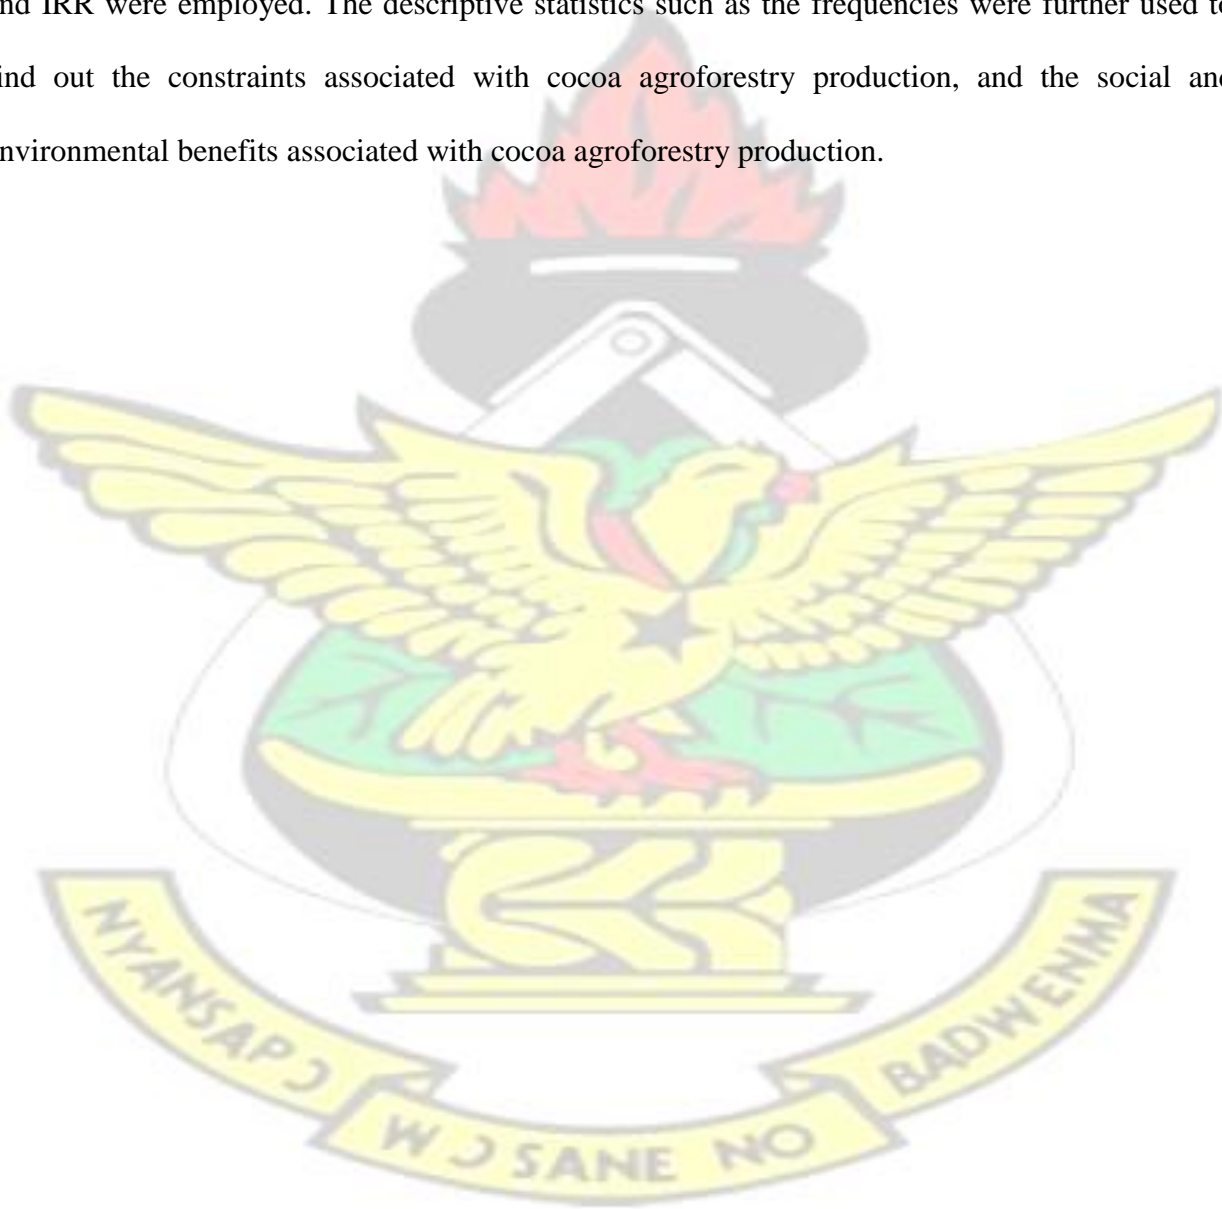 nd IRR were employed. The descriptive statistics such as the frequencies were further used to
ind out the constraints associated with cocoa agroforestry production, and the social and
nvironmental benefits associated with cocoa agroforestry production.
NYANSAPƆ
WƆ SANE NO
BADWENMA